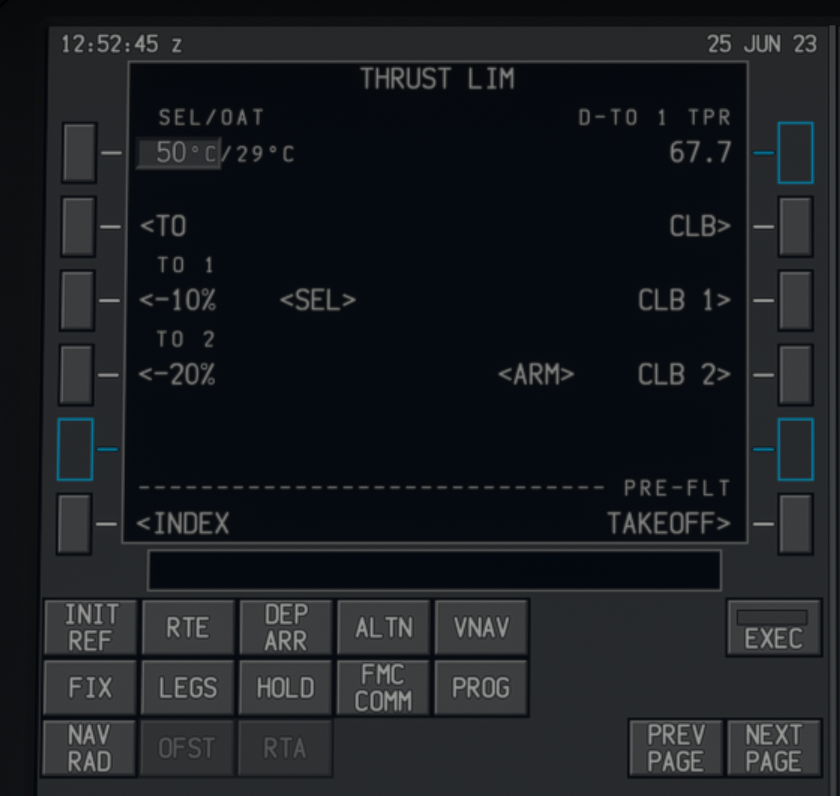 12:52:45 z 25 JUN 23
THRUST LIM
SEL/OAT D-TO 1 TPR
50°C/29°C 67.7
<TO CLB>
TO 1
<-10% <SEL> CLB 1>
TO 2
<-20% <ARM> CLB 2>
------------------------------- PRE-FLT
<INDEX TAKEOFF>
INIT REF RTE DEP ARR ALTN VNAV EXEC
FIX LEGS HOLD FMC COMM PROG
NAV RAD OFST RTA PREV PAGE NEXT PAGE